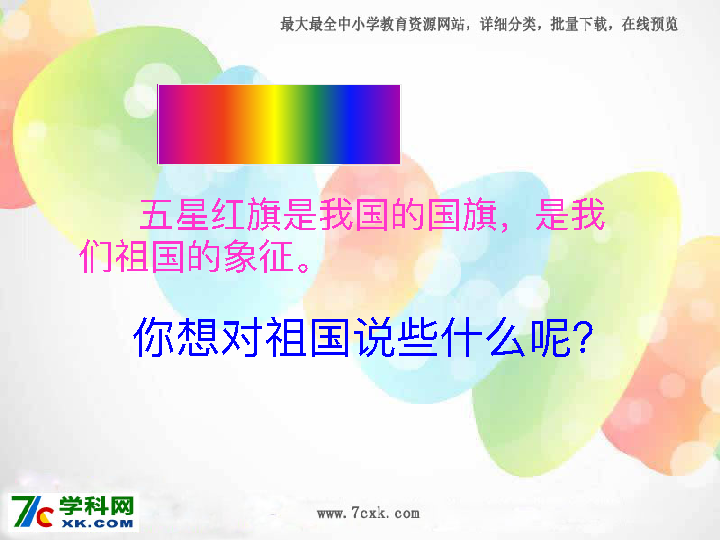 最大最全中小学教育资源网站，详细分类，批量下载，在线预览
五星红旗是我国的国旗，是我
们祖国的象征。
你想对祖国说些什么呢？
7c 学科网
XK.COM
www.7cxk.com